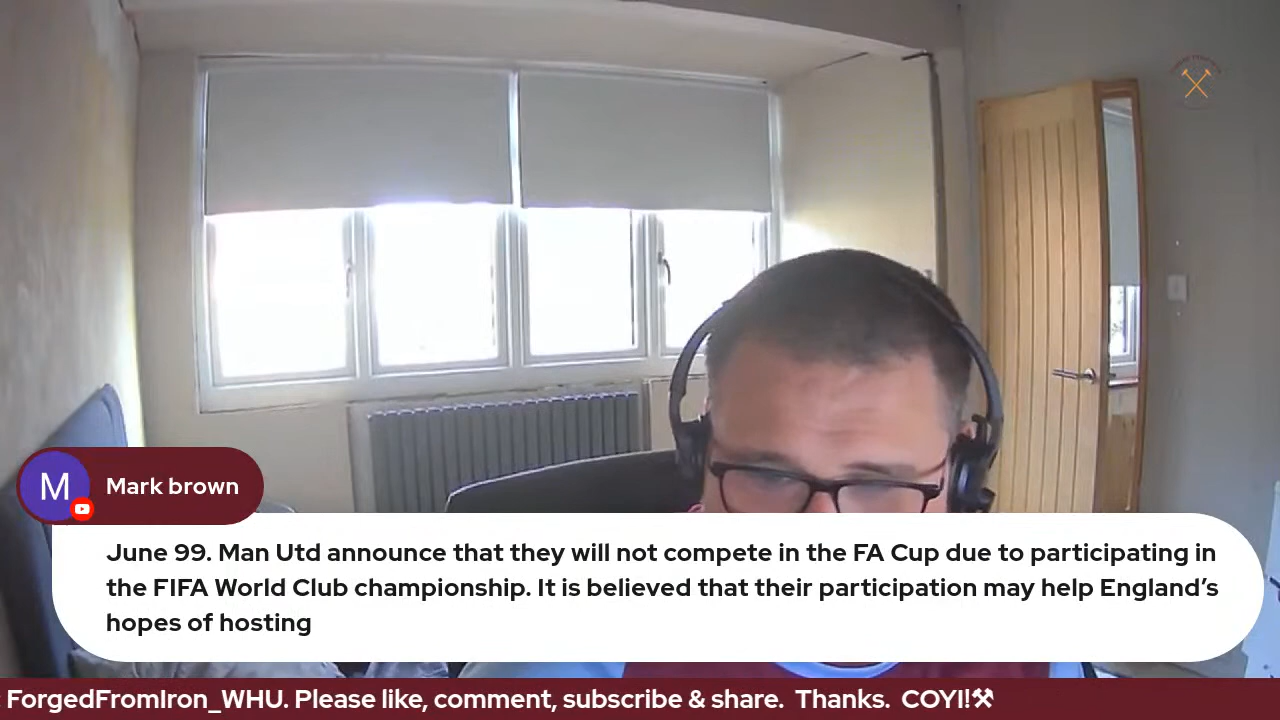 M
Mark brown
June 99. Man Utd announce that they will not compete in the FA Cup due to participating in
the FIFA World Club championship. It is believed that their participation may help England’s
hopes of hosting
ForgedFromIron_WHU. Please like, comment, subscribe & share.  Thanks.  COYI!⚒